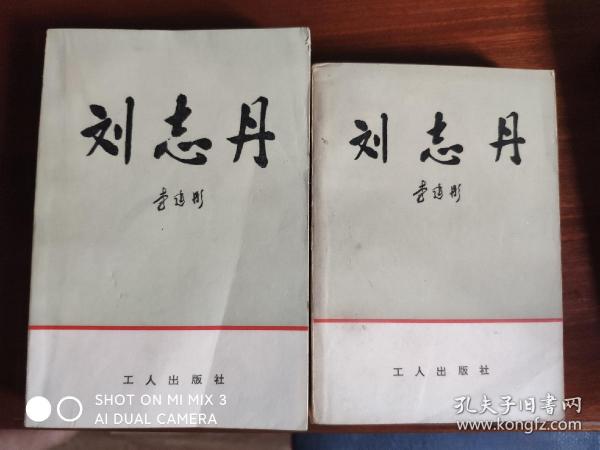 刘志丹
李建彤
工人出版社
刘志丹
李建彤
工人出版社
SHOT ON MI MIX 3
AI DUAL CAMERA
孔夫子旧书网
kongfz.com